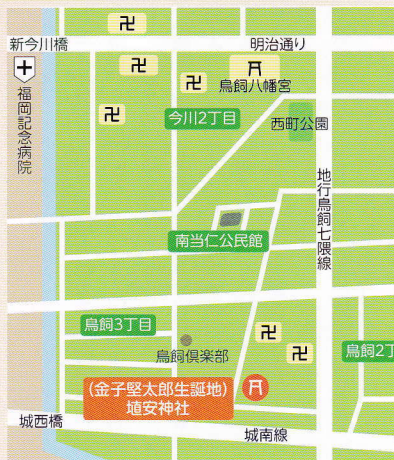 新今川橋
明治通り
鳥飼八幡宮
福岡記念病院
今川2丁目
西町公園
地行鳥飼七隈線
南当仁公民館
鳥飼3丁目
鳥飼倶楽部
鳥飼2丁
(金子堅太郎生誕地)
埴安神社
城西橋
城南線